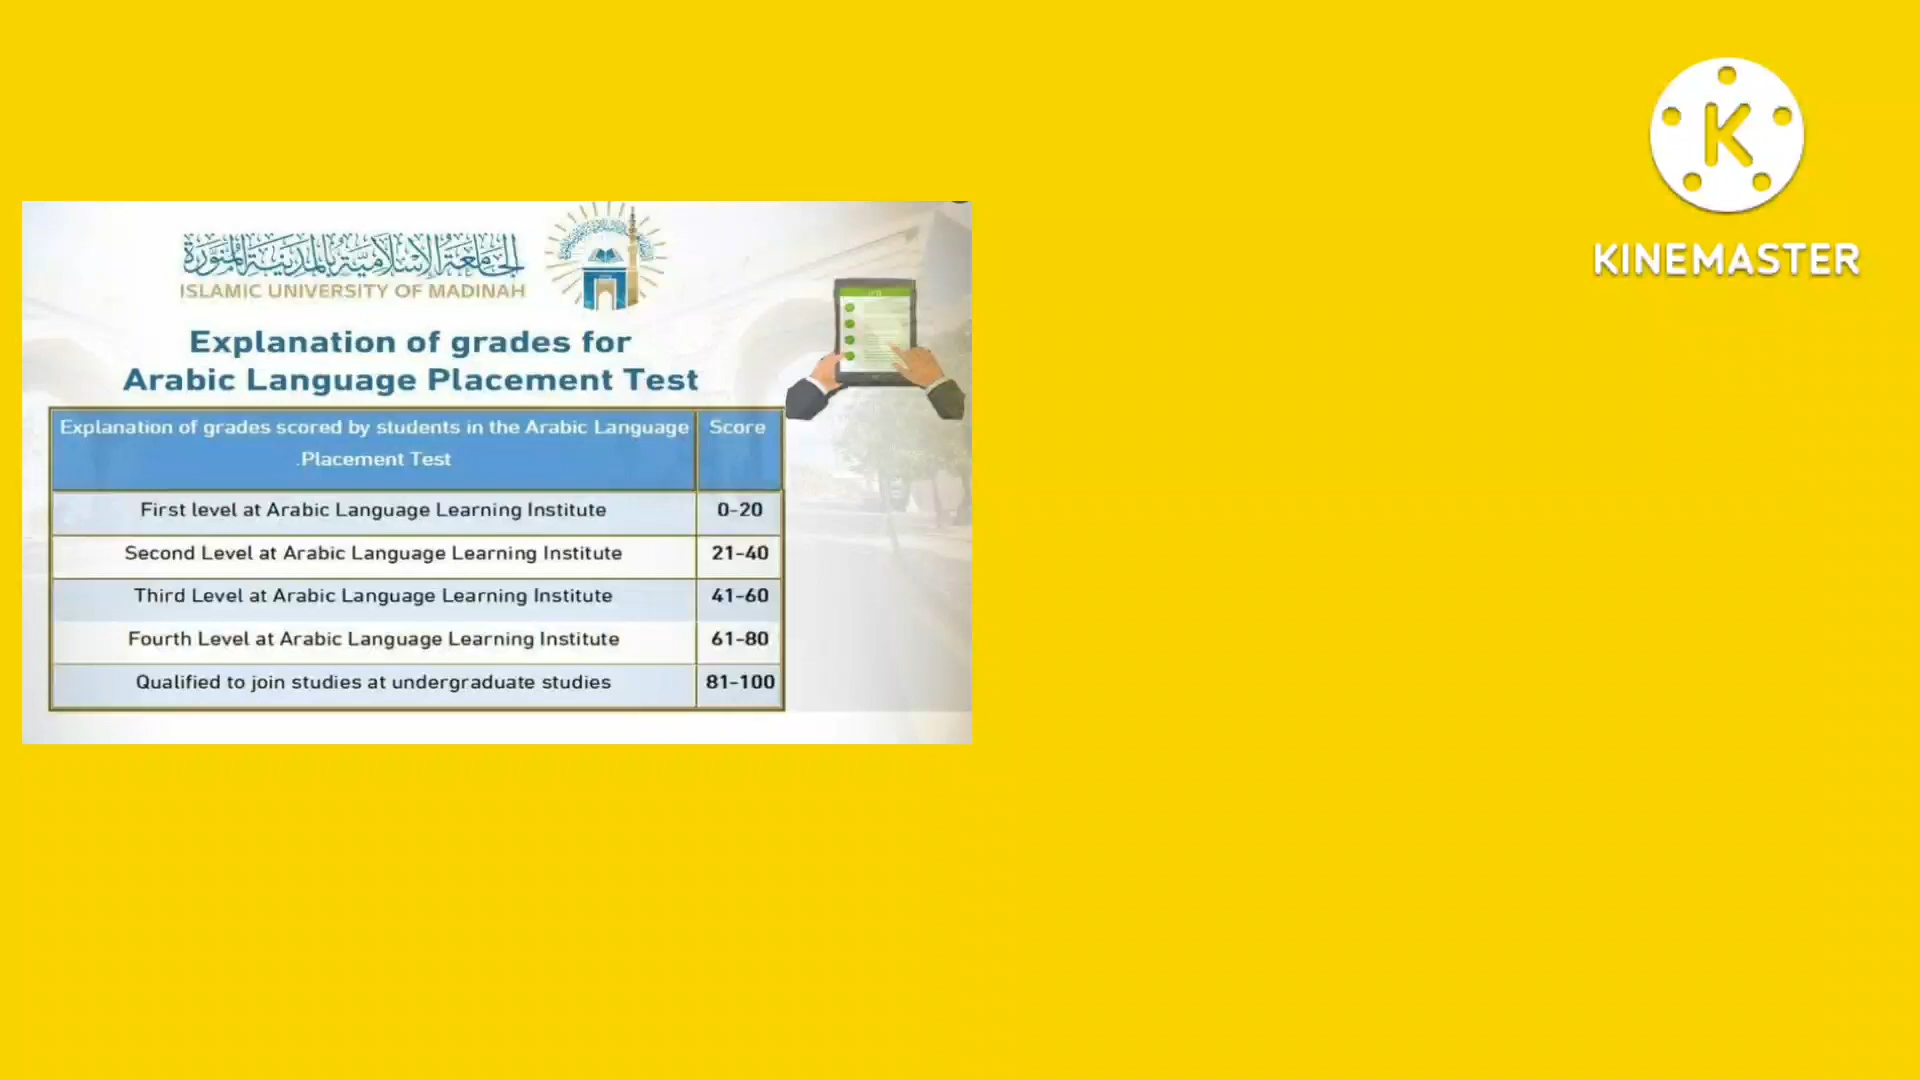 الجامعة الإسلامية بالمدينة المنورة
ISLAMIC UNIVERSITY OF MADINAH
Explanation of grades for
Arabic Language Placement Test
Explanation of grades scored by students in the Arabic Language Score
.Placement Test
First level at Arabic Language Learning Institute 0-20
Second Level at Arabic Language Learning Institute 21-40
Third Level at Arabic Language Learning Institute 41-60
Fourth Level at Arabic Language Learning Institute 61-80
Qualified to join studies at undergraduate studies 81-100
K
KINEMASTER